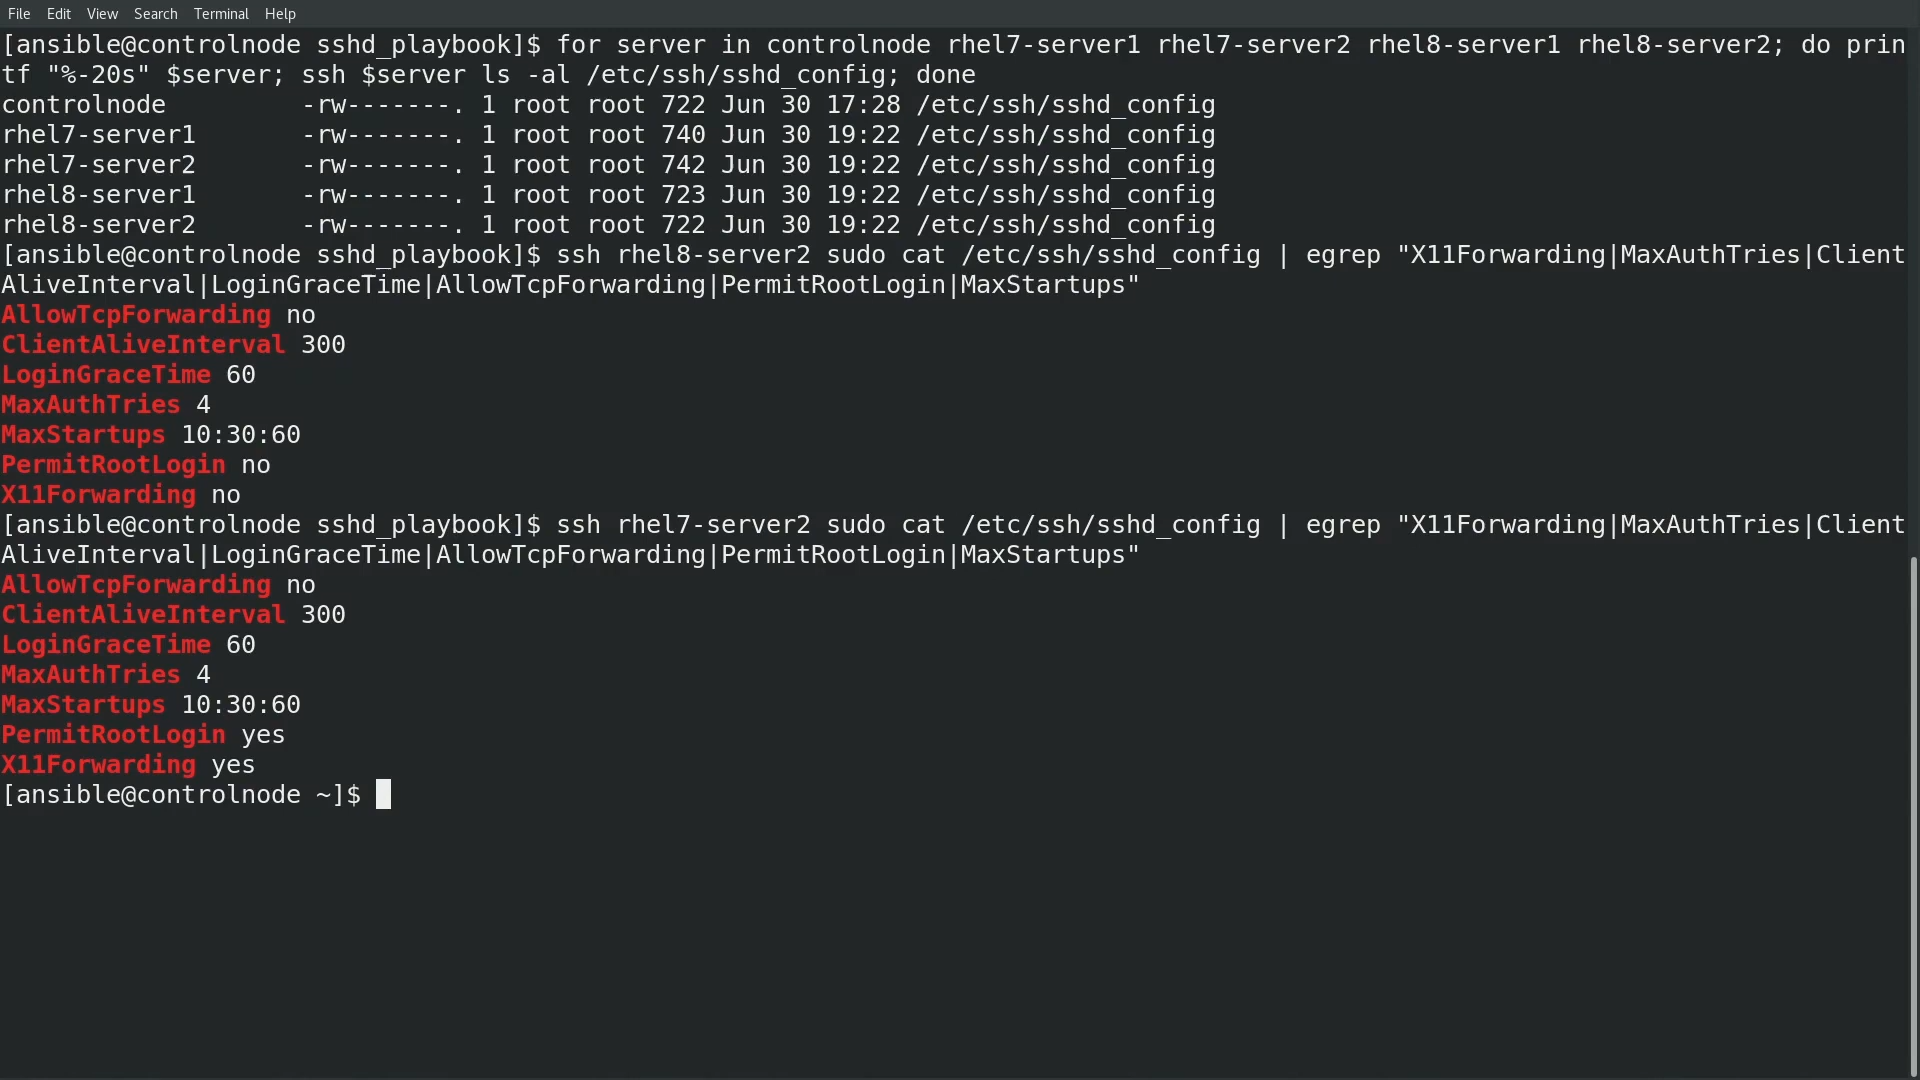 File Edit View Search Terminal Help
[ansible@controlnode sshd_playbook]$ for server in controlnode rhel7-server1 rhel7-server2 rhel8-server1 rhel8-server2; do prin
tf "%-20s" $server; ssh $server ls -al /etc/ssh/sshd_config; done
controlnode         -rw-------. 1 root root 722 Jun 30 17:28 /etc/ssh/sshd_config
rhel7-server1       -rw-------. 1 root root 740 Jun 30 19:22 /etc/ssh/sshd_config
rhel7-server2       -rw-------. 1 root root 742 Jun 30 19:22 /etc/ssh/sshd_config
rhel8-server1       -rw-------. 1 root root 723 Jun 30 19:22 /etc/ssh/sshd_config
rhel8-server2       -rw-------. 1 root root 722 Jun 30 19:22 /etc/ssh/sshd_config
[ansible@controlnode sshd_playbook]$ ssh rhel8-server2 sudo cat /etc/ssh/sshd_config | egrep "X11Forwarding|MaxAuthTries|Client
AliveInterval|LoginGraceTime|AllowTcpForwarding|PermitRootLogin|MaxStartups"
AllowTcpForwarding no
ClientAliveInterval 300
LoginGraceTime 60
MaxAuthTries 4
MaxStartups 10:30:60
PermitRootLogin no
X11Forwarding no
[ansible@controlnode sshd_playbook]$ ssh rhel7-server2 sudo cat /etc/ssh/sshd_config | egrep "X11Forwarding|MaxAuthTries|Client
AliveInterval|LoginGraceTime|AllowTcpForwarding|PermitRootLogin|MaxStartups"
AllowTcpForwarding no
ClientAliveInterval 300
LoginGraceTime 60
MaxAuthTries 4
MaxStartups 10:30:60
PermitRootLogin yes
X11Forwarding yes
[ansible@controlnode ~]$